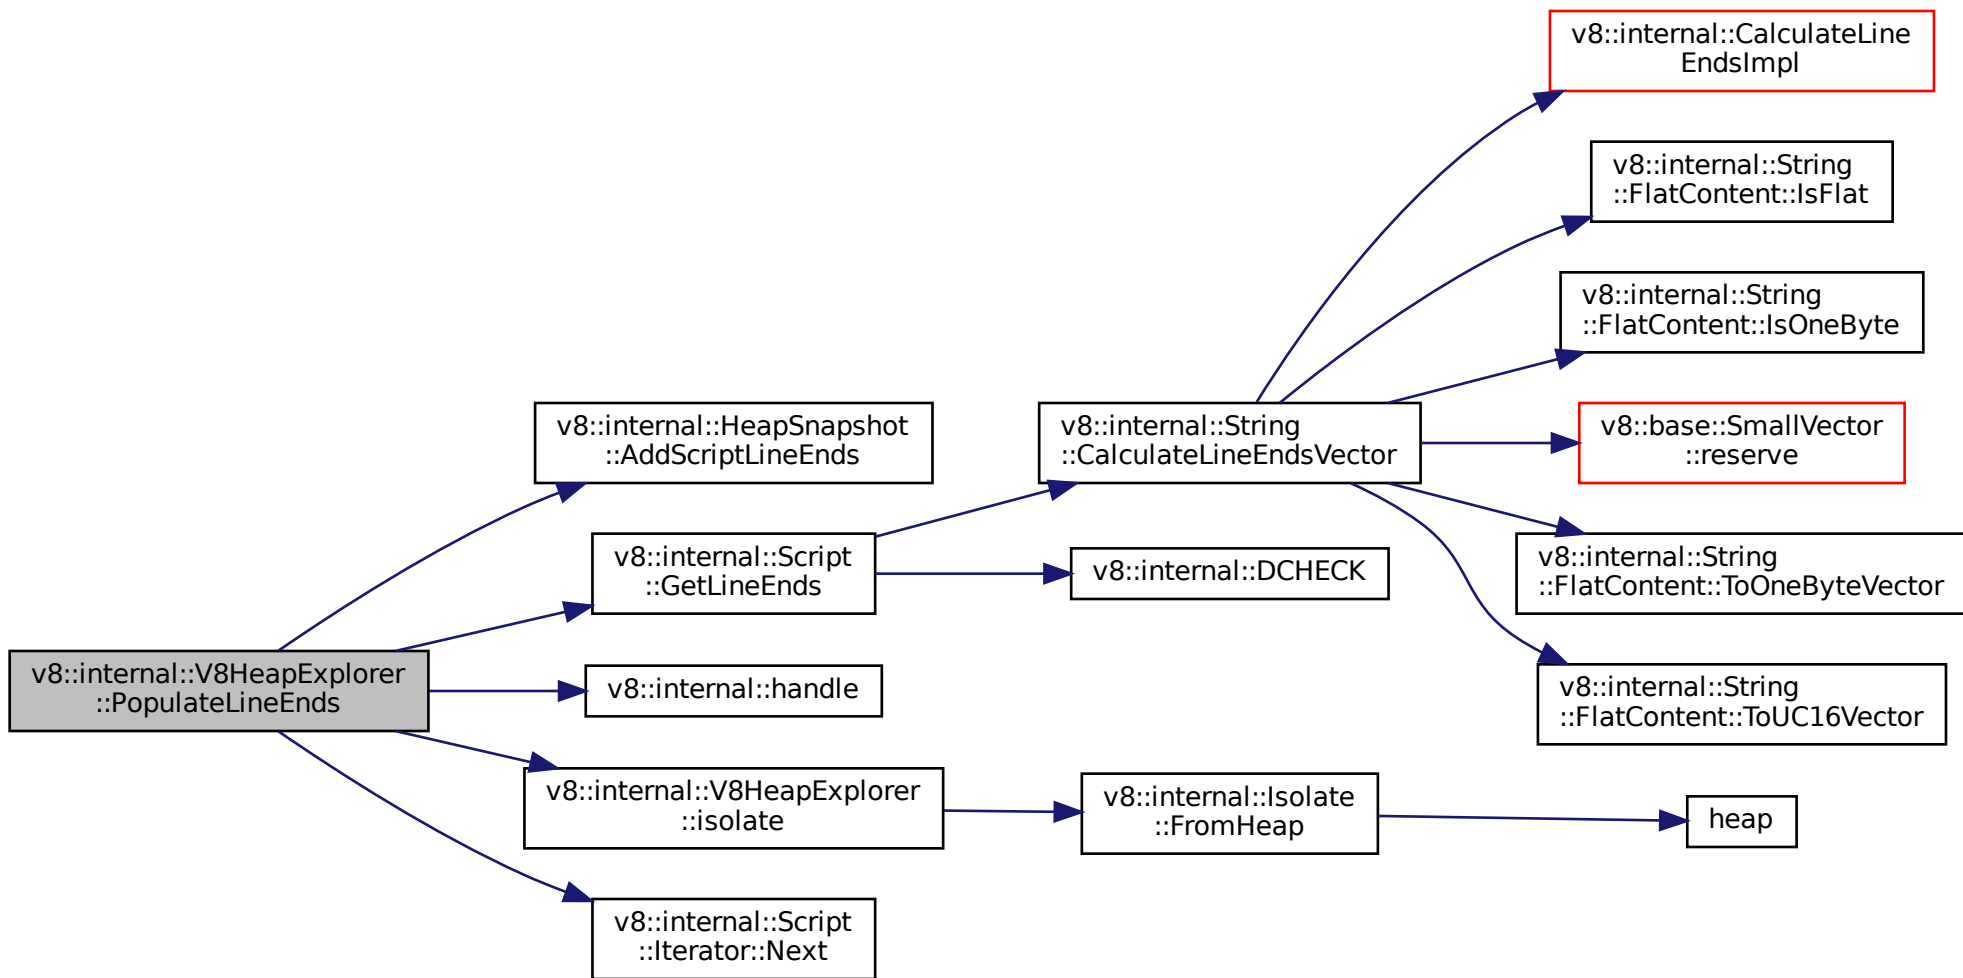 v8::internal::V8HeapExplorer
::PopulateLineEnds
v8::internal::HeapSnapshot
::AddScriptLineEnds
v8::internal::Script
::GetLineEnds
v8::internal::handle
v8::internal::V8HeapExplorer
::isolate
v8::internal::Script
::Iterator::Next
v8::internal::String
::CalculateLineEndsVector
v8::internal::DCHECK
v8::internal::Isolate
::FromHeap
v8::internal::CalculateLine
EndsImpl
v8::internal::String
::FlatContent::IsFlat
v8::internal::String
::FlatContent::IsOneByte
v8::base::SmallVector
::reserve
v8::internal::String
::FlatContent::ToOneByteVector
v8::internal::String
::FlatContent::ToUC16Vector
heap